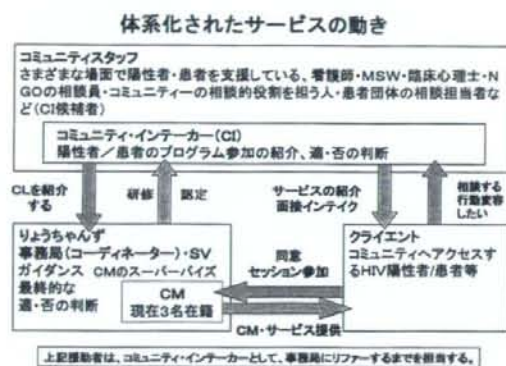 体系化されたサービスの動き
コミュニティスタッフ
さまざまな場面で陽性者・患者を支援している、看護師・MSW・臨床心理士・N
GOの相談員・コミュニティーの相談的役割を担う人・患者団体の相談担当者な
ど(CI候補者)
コミュニティ・インテーカー(CI)
陽性者/患者のプログラム参加の紹介、適・否の判断
CLを紹介
する
研修 認定
サービスの紹介
面接インテイク
相談する
行動変容
したい
りょうちゃんず
事務局(コーディネーター)・SV
ガイダンス CMのスーパーバイズ
最終的な
適・否の判断
CM
現在3名在籍
同意
セッション参加
CM・サービス提供
クライエント
コミュニティへアクセス
するHIV陽性者/患者等
上記援助者は、コミュニティ・インテーカーとして、事務局にリファーするまでを担当する。